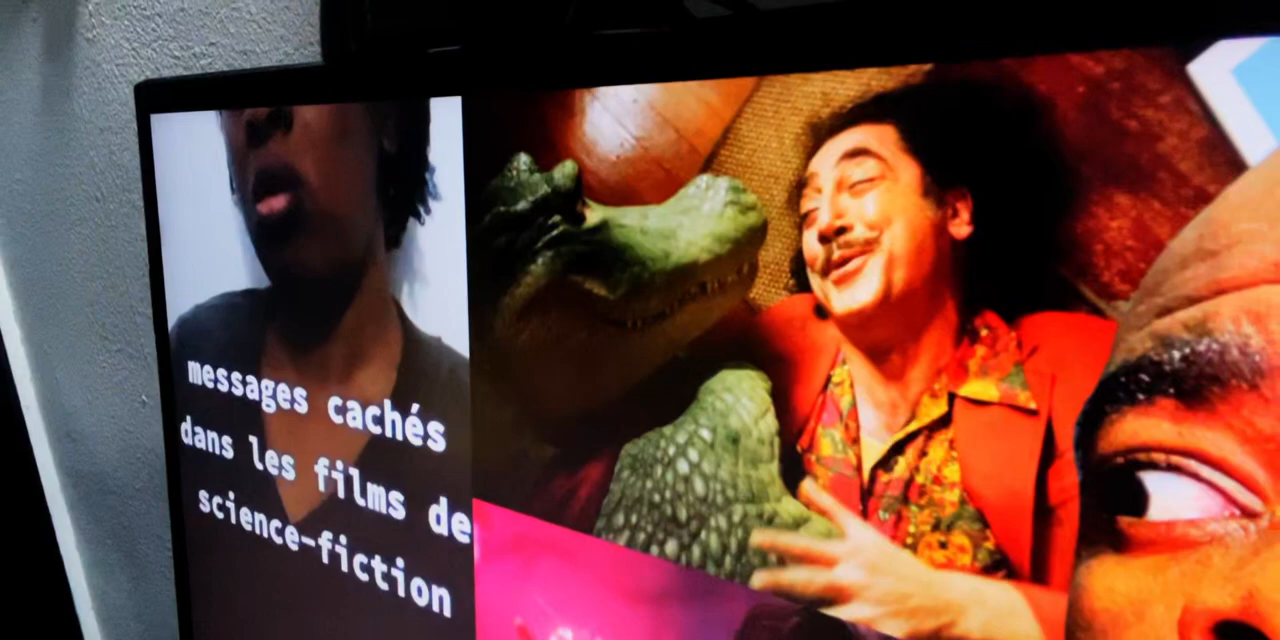 messages cachés
dans les films de
science-fiction